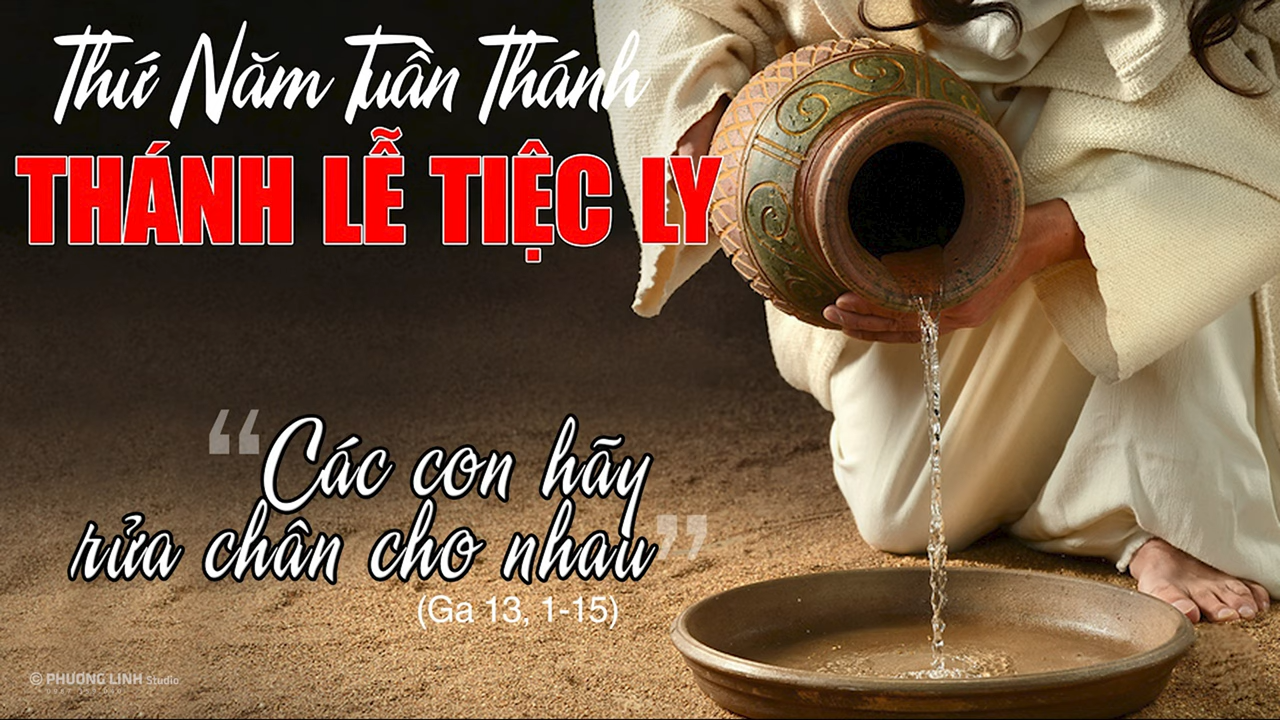 Thứ Năm Tuần Thánh
THÁNH LỄ TIỆC LY
“Các con hãy
rửa chân cho nhau”
(Ga 13, 1-15)
© PHƯƠNG LINH Studio